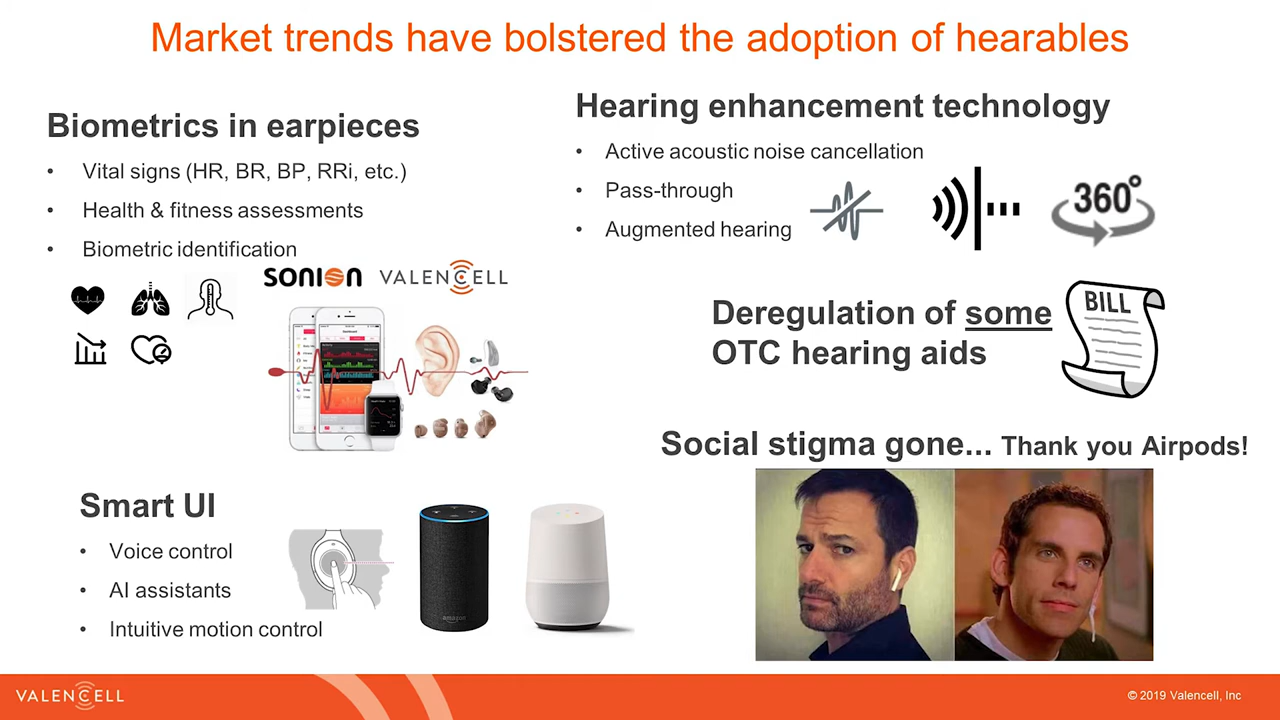 Market trends have bolstered the adoption of hearables
Biometrics in earpieces
• Vital signs (HR, BR, BP, RRi, etc.)
• Health & fitness assessments
• Biometric identification
SONION VALENCELL
Smart UI
• Voice control
• AI assistants
• Intuitive motion control
amazon
Hearing enhancement technology
• Active acoustic noise cancellation
• Pass-through
• Augmented hearing
360°
Deregulation of some
OTC hearing aids
BILL
Social stigma gone... Thank you Airpods!
VALENCELL
© 2019 Valencell, Inc